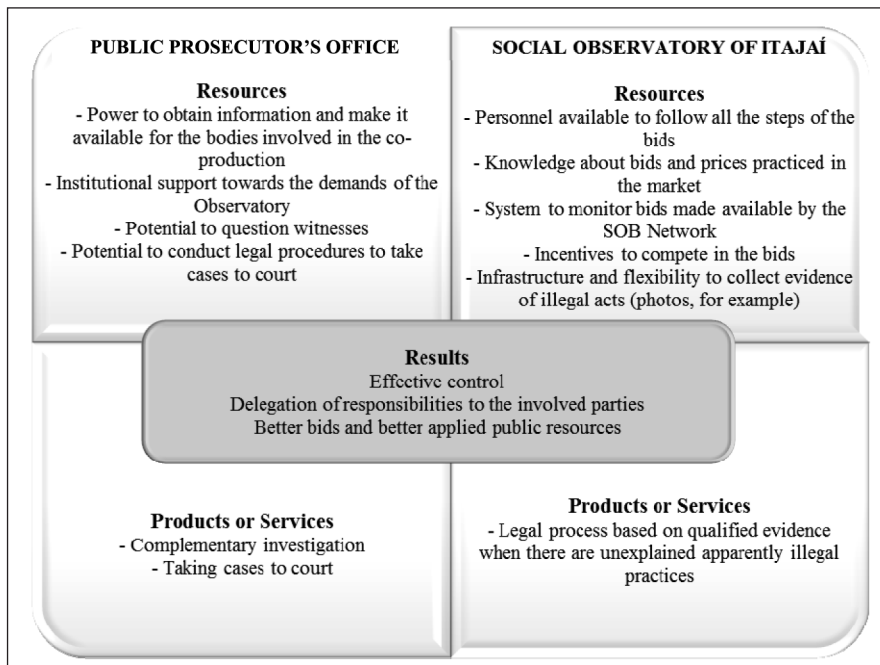 PUBLIC PROSECUTOR'S OFFICE
Resources
- Power to obtain information and make it
available for the bodies involved in the co-
production
- Institutional support towards the demands of the
Observatory
- Potential to question witnesses
- Potential to conduct legal procedures to take
cases to court
SOCIAL OBSERVATORY OF ITAJAÍ
Resources
- Personnel available to follow all the steps of the
bids
- Knowledge about bids and prices practiced in
the market
- System to monitor bids made available by the
SOB Network
- Incentives to compete in the bids
- Infrastructure and flexibility to collect evidence
of illegal acts (photos, for example)
Results
Effective control
Delegation of responsibilities to the involved parties
Better bids and better applied public resources
Products or Services
- Complementary investigation
- Taking cases to court
Products or Services
- Legal process based on qualified evidence
when there are unexplained apparently illegal
practices